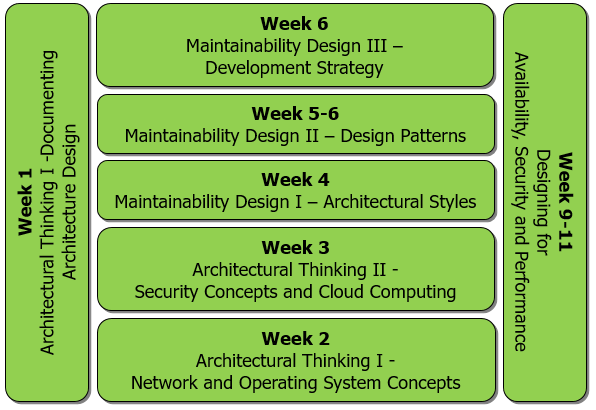 Week 1
Architectural Thinking I -Documenting
Architecture Design
Week 6
Maintainability Design III –
Development Strategy
Week 5-6
Maintainability Design II – Design Patterns
Week 4
Maintainability Design I – Architectural Styles
Week 3
Architectural Thinking II -
Security Concepts and Cloud Computing
Week 2
Architectural Thinking I -
Network and Operating System Concepts
Week 9-11
Designing for
Availability, Security and Performance